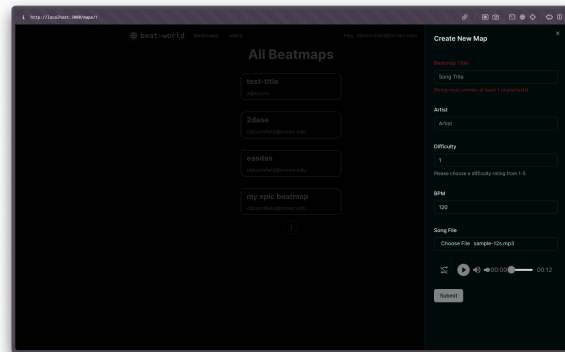 http://localhost:3000/maps/1
beat-world beatmaps users
All Beatmaps
test-title
2dase
easdas
my epic beatmap
1
Create New Map
Beatmap Title
Song Title
String must contain at least 1 character(s)
Artist
Artist
Difficulty
1
Please choose a difficulty rating from 1-5
BPM
120
Song File
Choose File sample-12s.mp3
00:00 00:12
Submit